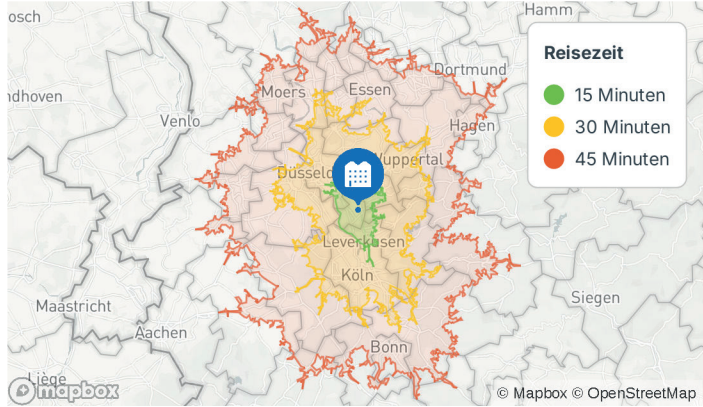 osch
Hamm
Reisezeit
15 Minuten
30 Minuten
45 Minuten
Dortmund
Essen
Moers
ndhoven
Venlo
Hagen
Wuppertal
Düsseldo
Leverkusen
Köln
Siegen
Maastricht
Aachen
Bonn
Liège
mapbox
© Mapbox © OpenStreetMap